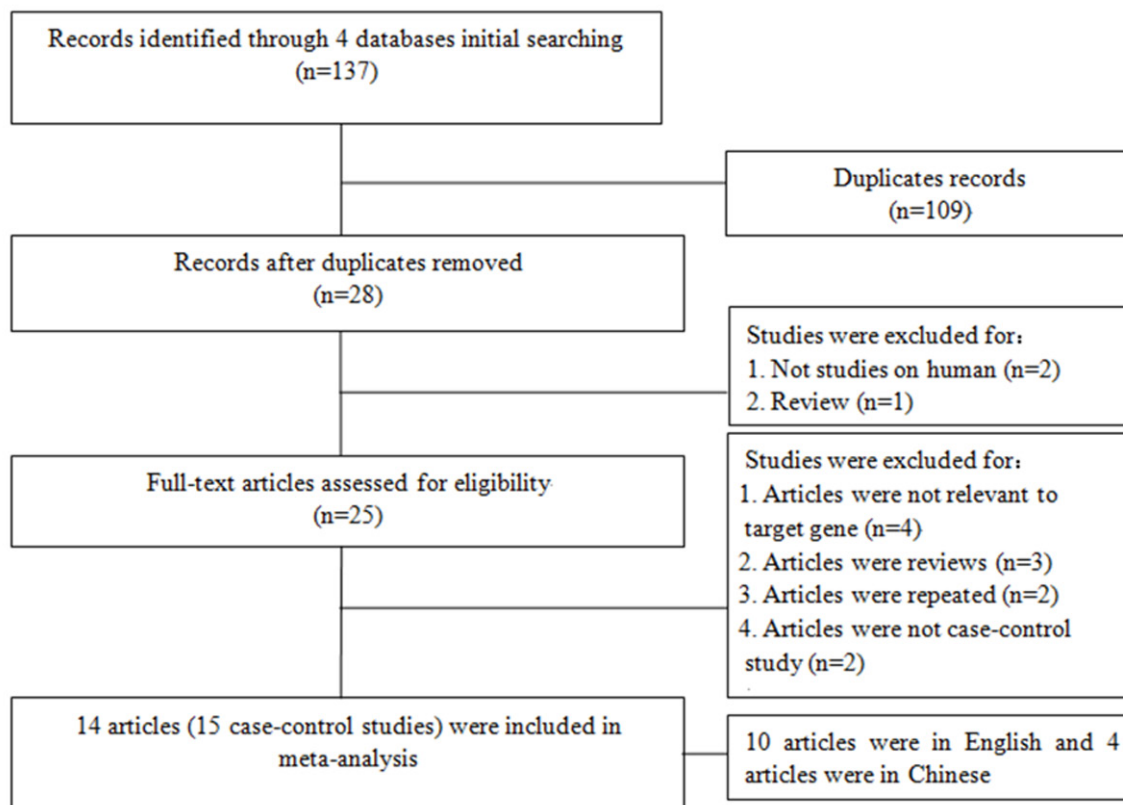 Records identified through 4 databases initial searching
(n=137)
Duplicates records
(n=109)
Records after duplicates removed
(n=28)
Studies were excluded for:
1. Not studies on human (n=2)
2. Review (n=1)
Full-text articles assessed for eligibility
(n=25)
Studies were excluded for:
1. Articles were not relevant to
target gene (n=4)
2. Articles were reviews (n=3)
3. Articles were repeated (n=2)
4. Articles were not case-control
study (n=2)
14 articles (15 case-control studies) were included in
meta-analysis
10 articles were in English and 4
articles were in Chinese